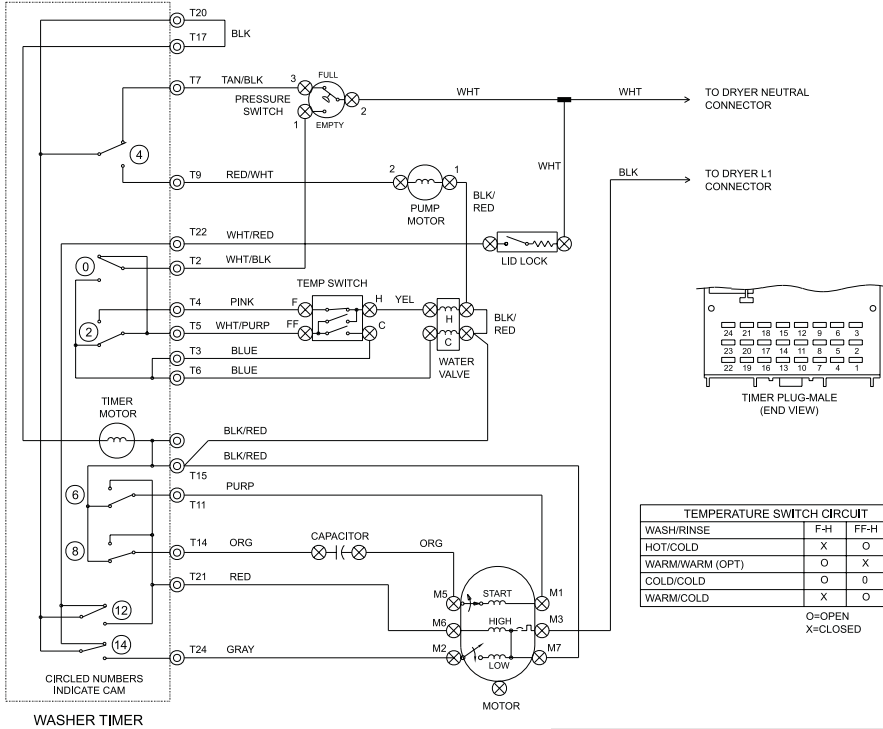 T20
BLK
T17
T7 TAN/BLK 3 FULL
PRESSURE
SWITCH
2
1
EMPTY
WHT WHT
TO DRYER NEUTRAL
CONNECTOR
4
WHT
BLK
TO DRYER L1
CONNECTOR
T9 RED/WHT 2 1
PUMP
MOTOR
BLK/
RED
T22 WHT/RED
LID LOCK
0
T2 WHT/BLK
TEMP SWITCH
T4 PINK F H YEL
H
BLK/
RED
2
T5 WHT/PURP FF C
C
T3 BLUE
WATER
VALVE
T6 BLUE
24 21 18 15 12 9 6 3
23 20 17 14 11 8 5 2
22 19 16 13 10 7 4 1
TIMER PLUG-MALE
(END VIEW)
TIMER
MOTOR
BLK/RED
BLK/RED
T15
6
PURP
T11
8
T14 ORG CAPACITOR ORG
T21 RED
M5 START M1
12
M6 HIGH M3
14
T24 GRAY M2 LOW M7
MOTOR
CIRCLED NUMBERS
INDICATE CAM
WASHER TIMER
TEMPERATURE SWITCH CIRCUIT
WASH/RINSE F-H FF-H
HOT/COLD X O
WARM/WARM (OPT) O X
COLD/COLD O 0
WARM/COLD X O
O=OPEN
X=CLOSED